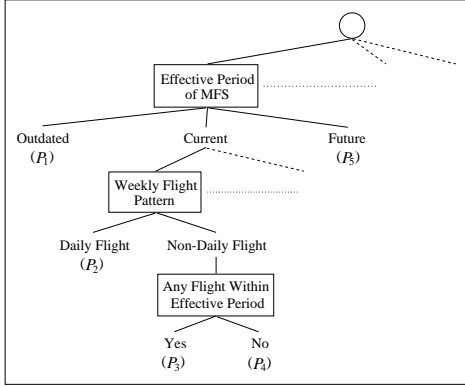 Effective Period
of MFS
Outdated
(P1)
Current
Future
(P5)
Weekly Flight
Pattern
Daily Flight
(P2)
Non-Daily Flight
Any Flight Within
Effective Period
Yes
(P3)
No
(P4)